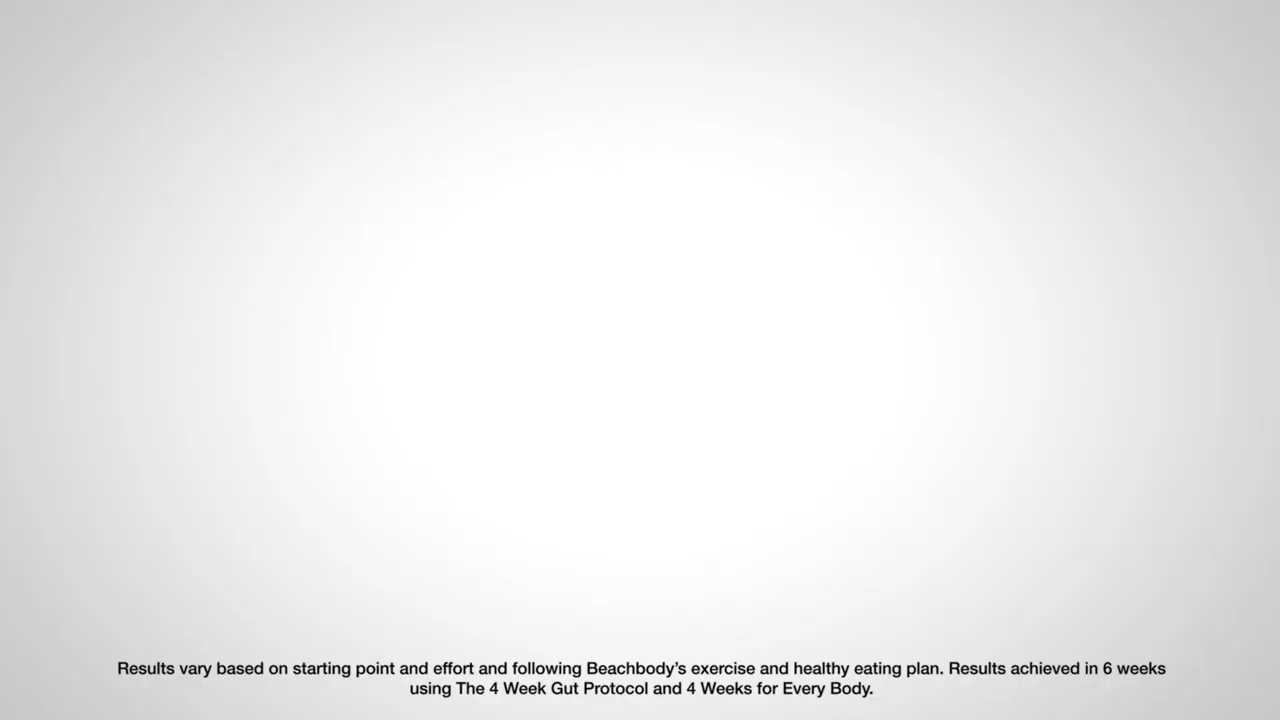 Results vary based on starting point and effort and following Beachbody’s exercise and healthy eating plan. Results achieved in 6 weeks
using The 4 Week Gut Protocol and 4 Weeks for Every Body.